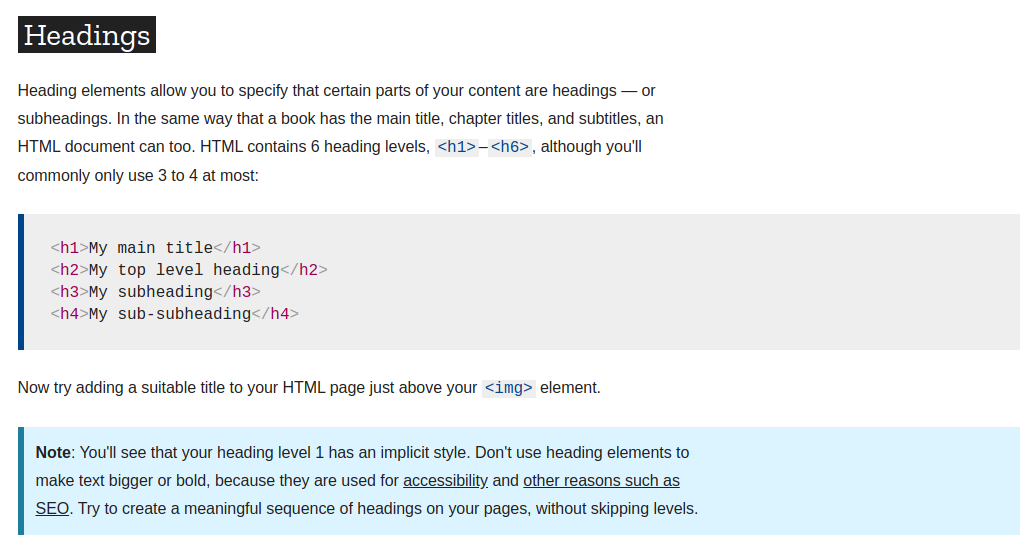 Headings
Heading elements allow you to specify that certain parts of your content are headings — or
subheadings. In the same way that a book has the main title, chapter titles, and subtitles, an
HTML document can too. HTML contains 6 heading levels, <h1>–<h6>, although you'll
commonly only use 3 to 4 at most:
<h1>My main title</h1>
<h2>My top level heading</h2>
<h3>My subheading</h3>
<h4>My sub-subheading</h4>
Now try adding a suitable title to your HTML page just above your <img> element.
Note: You'll see that your heading level 1 has an implicit style. Don't use heading elements to
make text bigger or bold, because they are used for accessibility and other reasons such as
SEO. Try to create a meaningful sequence of headings on your pages, without skipping levels.